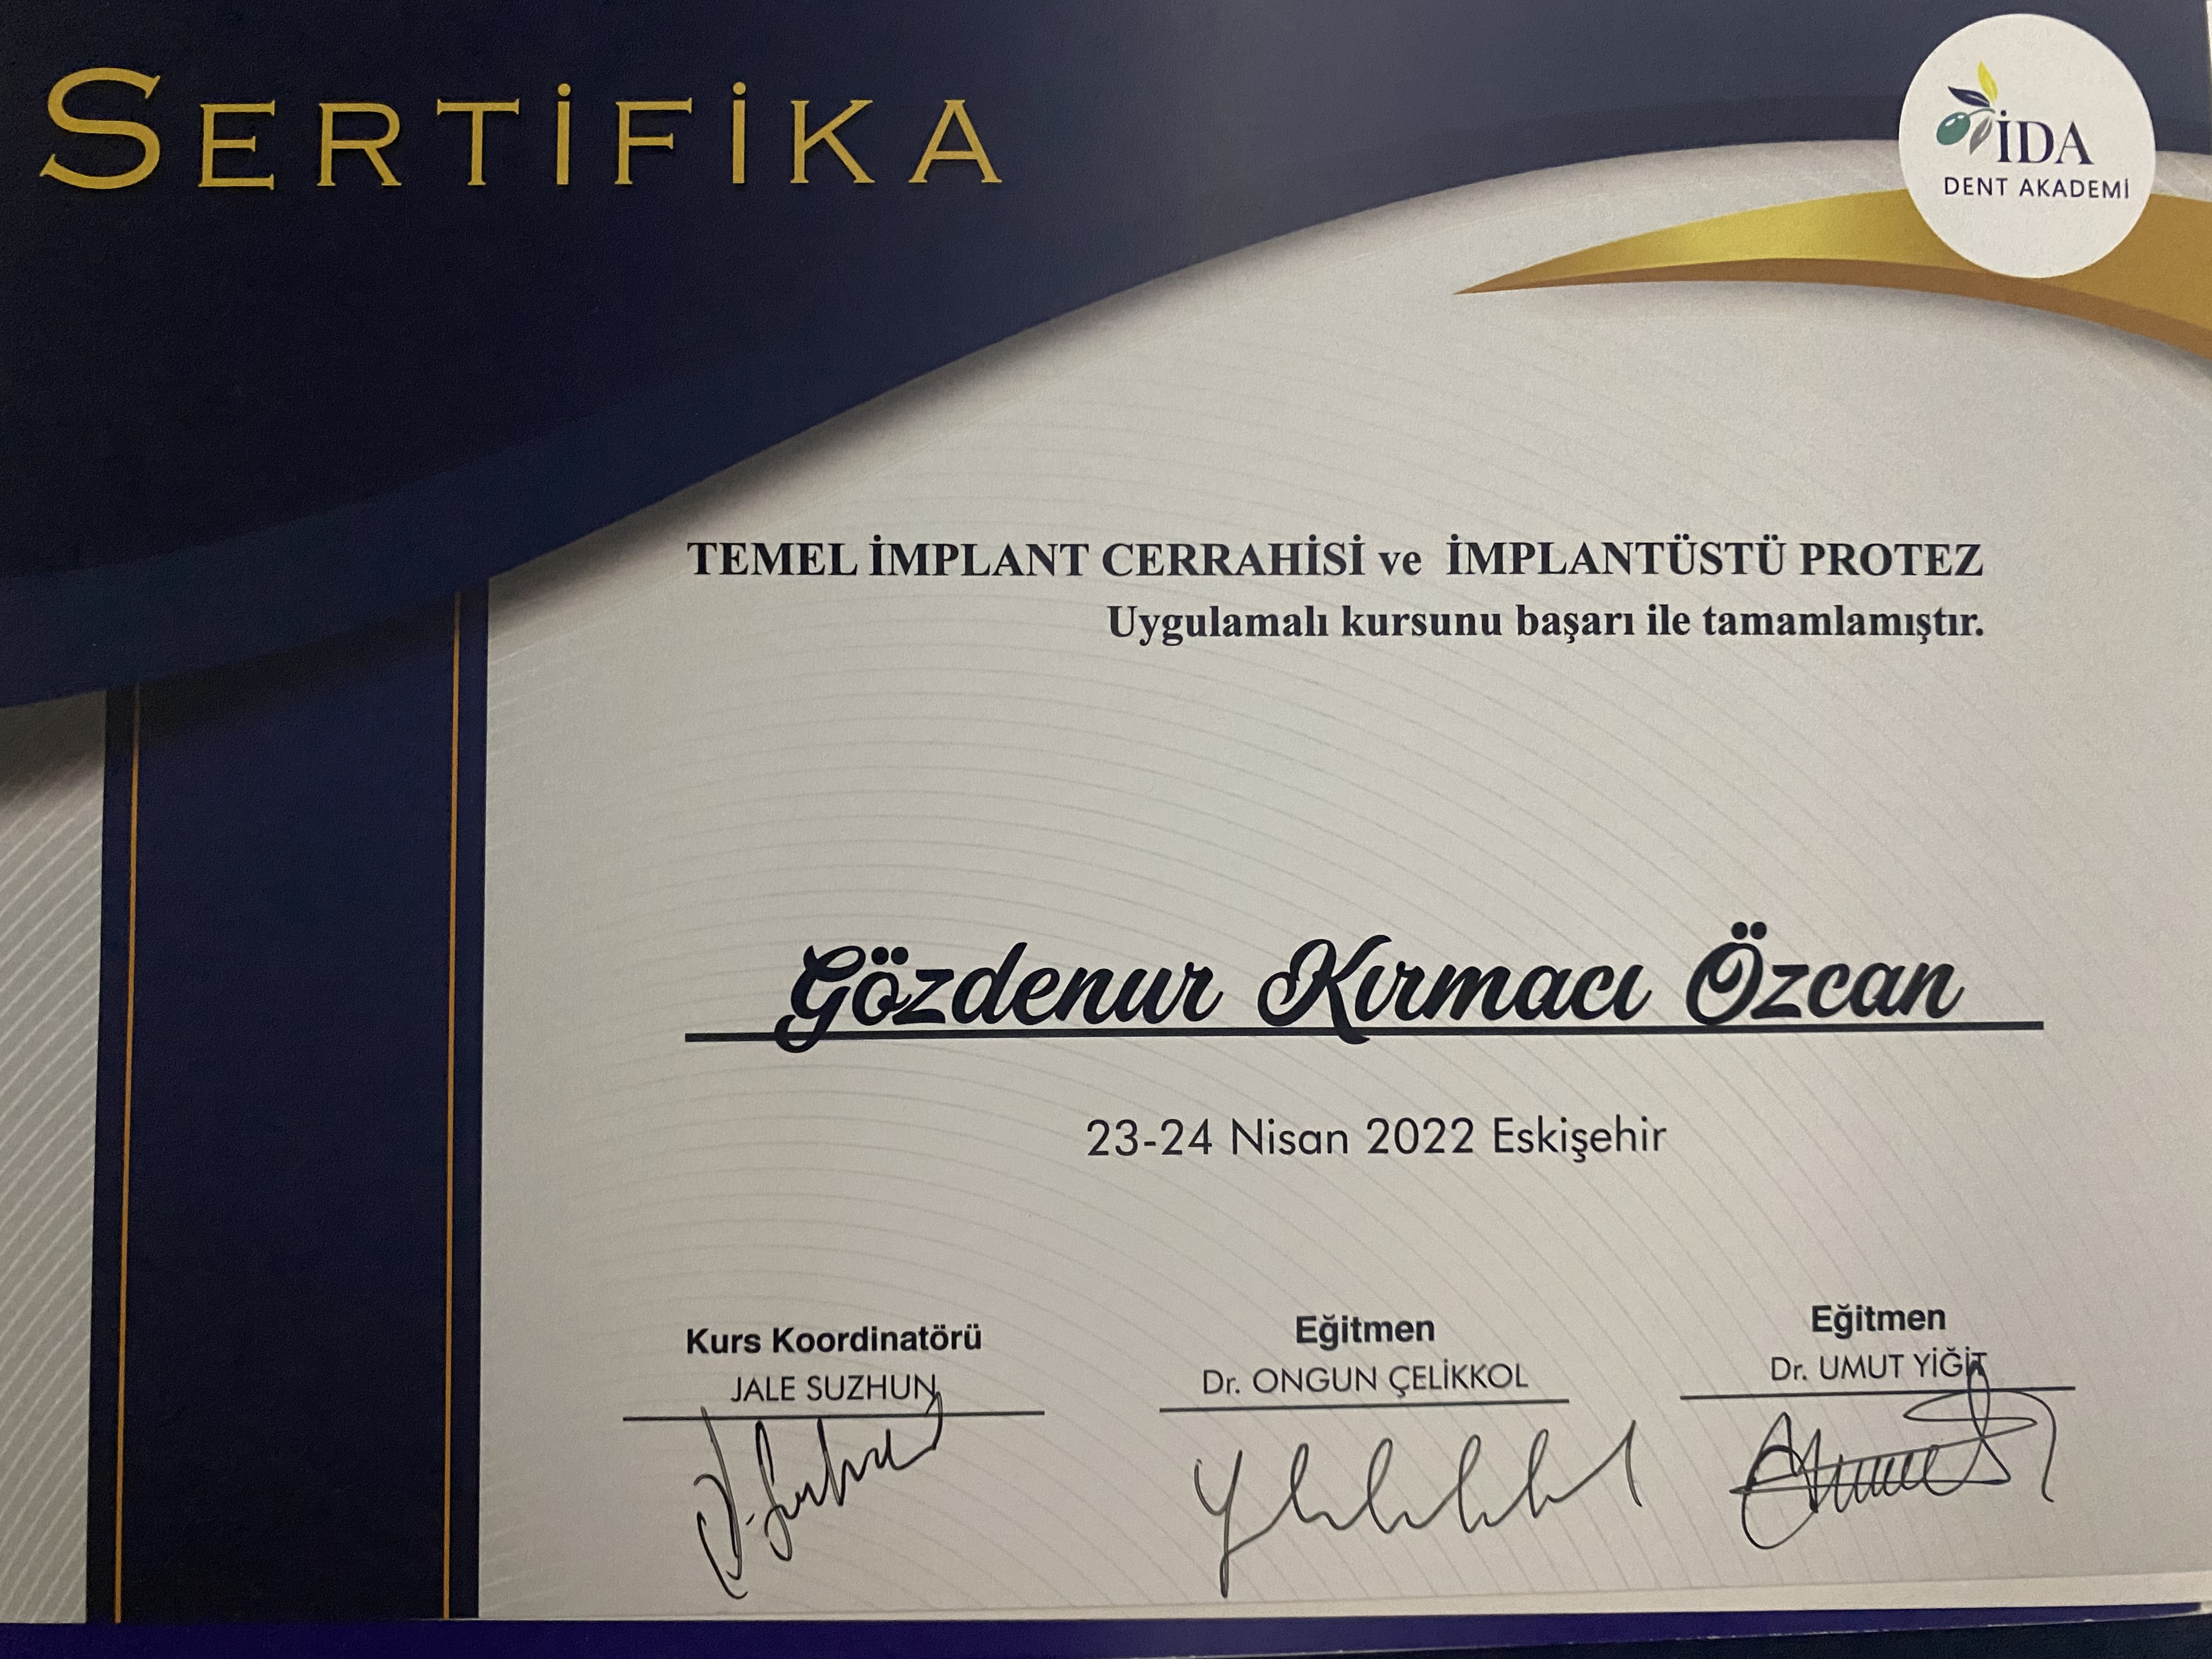 SERTİFİKA
İDA
DENT AKADEMİ
TEMEL İMPLANT CERRAHİSİ ve İMPLANTÜSTÜ PROTEZ
Uygulamalı kursunu başarı ile tamamlamıştır.
Gözdenur Kırmacı Özcan
23-24 Nisan 2022 Eskişehir
Kurs Koordinatörü
JALE SUZHUN
Eğitmen
Dr. ONGUN ÇELİKKOL
Eğitmen
Dr. UMUT YİĞİT